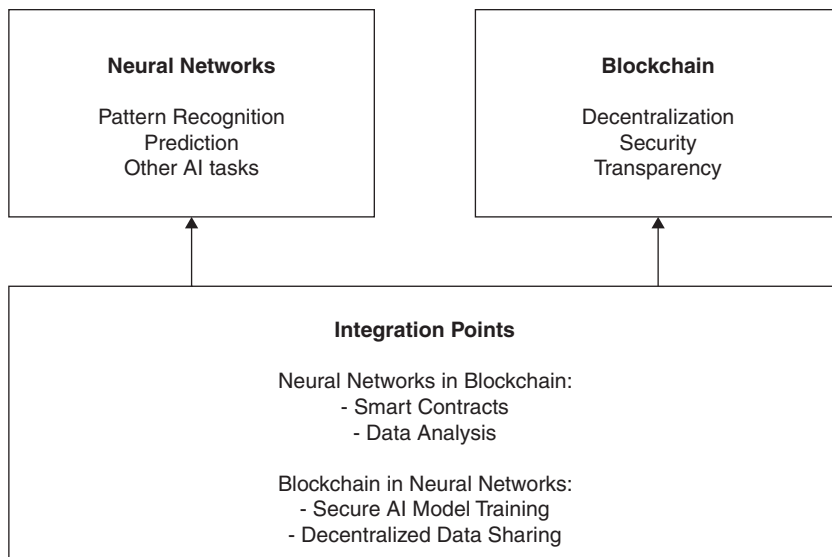 Neural Networks
Pattern Recognition
Prediction
Other AI tasks
Blockchain
Decentralization
Security
Transparency
Integration Points
Neural Networks in Blockchain:
- Smart Contracts
- Data Analysis
Blockchain in Neural Networks:
- Secure AI Model Training
- Decentralized Data Sharing